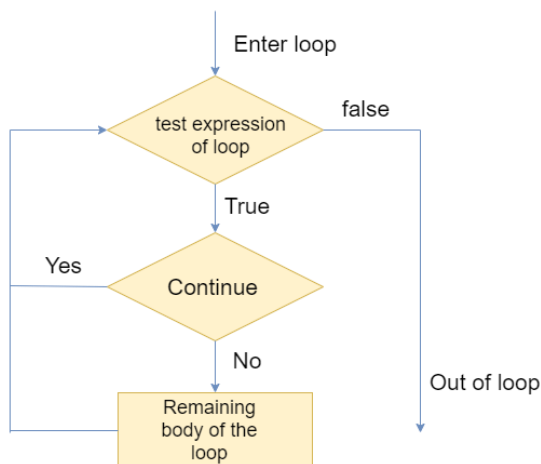 Enter loop
test expression
of loop
false
True
Yes
Continue
No
Out of loop
Remaining
body of the
loop